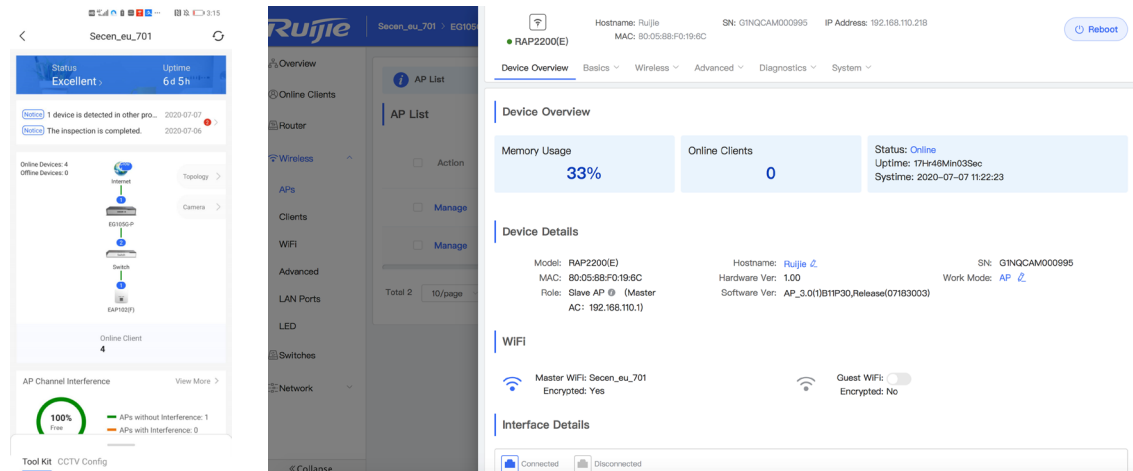 3:15
Secen_eu_701
Status
Excellent >
Uptime
6 d 5 h
Notice 1 device is detected in other pro... 2020-07-07
Notice The inspection is completed. 2020-07-06
Online Devices: 4
Offline Devices: 0
Internet
Topology >
Camera >
1
EG105G-P
2
Switch
1
EAP102(F)
Online Client
4
AP Channel Interference View More >
100%
Free
APs without Interference: 1
APs with Interference: 0
Tool Kit CCTV Config
Ruijie
Secen_eu_701 > EG105
Overview
Online Clients
Router
Wireless
APs
Clients
WiFi
Advanced
LAN Ports
LED
Switches
Network
«Collapse
AP List
AP List
Action
Manage
Manage
Total 2 10/page
RAP2200(E)
Hostname: Ruijie SN: G1NQCAM000995 IP Address: 192.168.110.218
MAC: 80:05:88:F0:19:6C
Reboot
Device Overview Basics Wireless Advanced Diagnostics System
Device Overview
Memory Usage
33%
Online Clients
0
Status: Online
Uptime: 17Hr46Min03Sec
Systime: 2020-07-07 11:22:23
Device Details
Model: RAP2200(E) Hostname: Ruijie SN: G1NQCAM000995
MAC: 80:05:88:F0:19:6C Hardware Ver: 1.00 Work Mode: AP
Role: Slave AP (Master Software Ver: AP_3.0(1)B11P30,Release(07183003)
AC: 192.168.110.1)
WiFi
Master WiFi: Secen_eu_701 Guest WiFi:
Encrypted: Yes Encrypted: No
Interface Details
Connected Disconnected